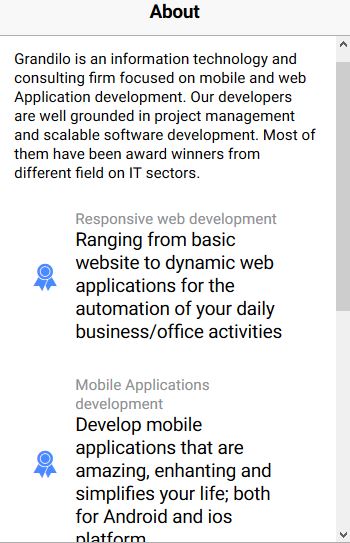 About
Grandilo is an information technology and
consulting firm focused on mobile and web
Application development. Our developers
are well grounded in project management
and scalable software development. Most of
them have been award winners from
different field on IT sectors.
Responsive web development
Ranging from basic
website to dynamic web
applications for the
automation of your daily
business/office activities
Mobile Applications
development
Develop mobile
applications that are
amazing, enhanting and
simplifies your life; both
for Android and ios
platform